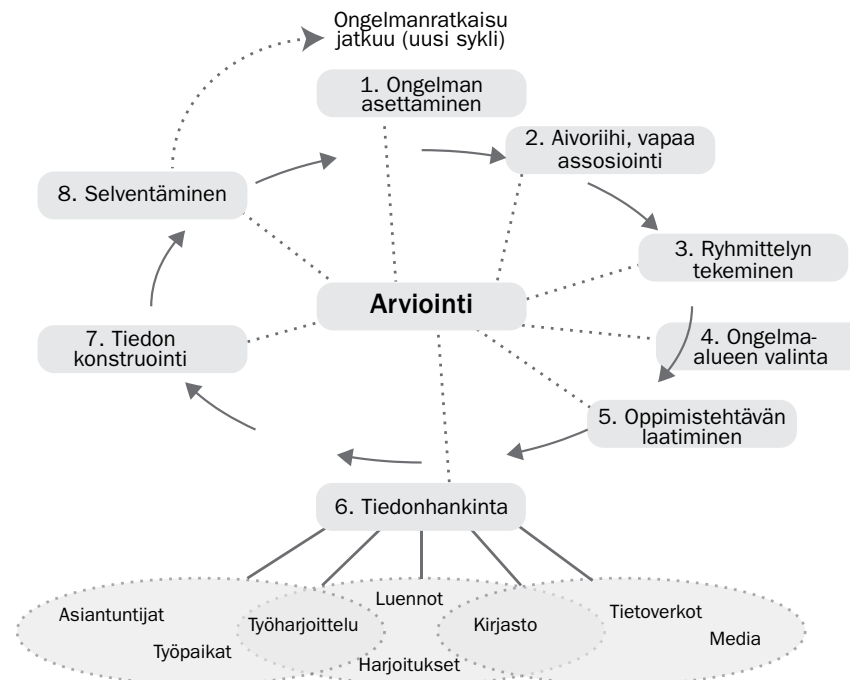 Ongelmanratkaisu
jatkuu (uusi sykli)
1. Ongelman
asettaminen
2. Aivoriihi, vapaa
assosiointi
3. Ryhmittelyn
tekeminen
4. Ongelma-
alueen valinta
5. Oppimistehtävän
laatiminen
6. Tiedonhankinta
7. Tiedon
konstruointi
8. Selventäminen
Arviointi
Asiantuntijat
Työpaikat
Työharjoittelu
Luennot
Harjoitukset
Kirjasto
Tietoverkot
Media